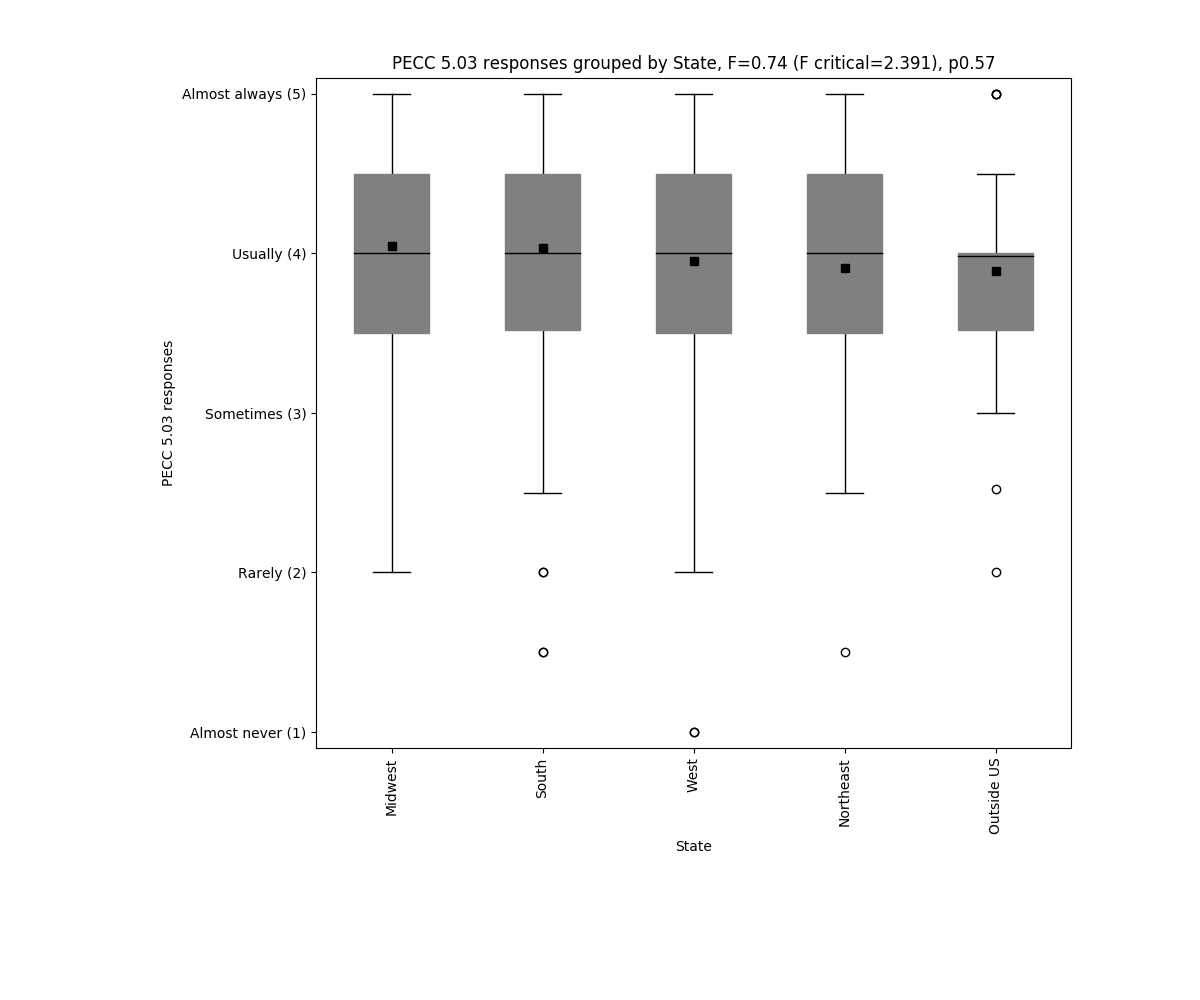 PECC 5.03 responses grouped by State, F=0.74 (F critical=2.391), p0.57
Almost always (5)
Usually (4)
Sometimes (3)
Rarely (2)
Almost never (1)
PECC 5.03 responses
Midwest
South
West
Northeast
Outside US
State